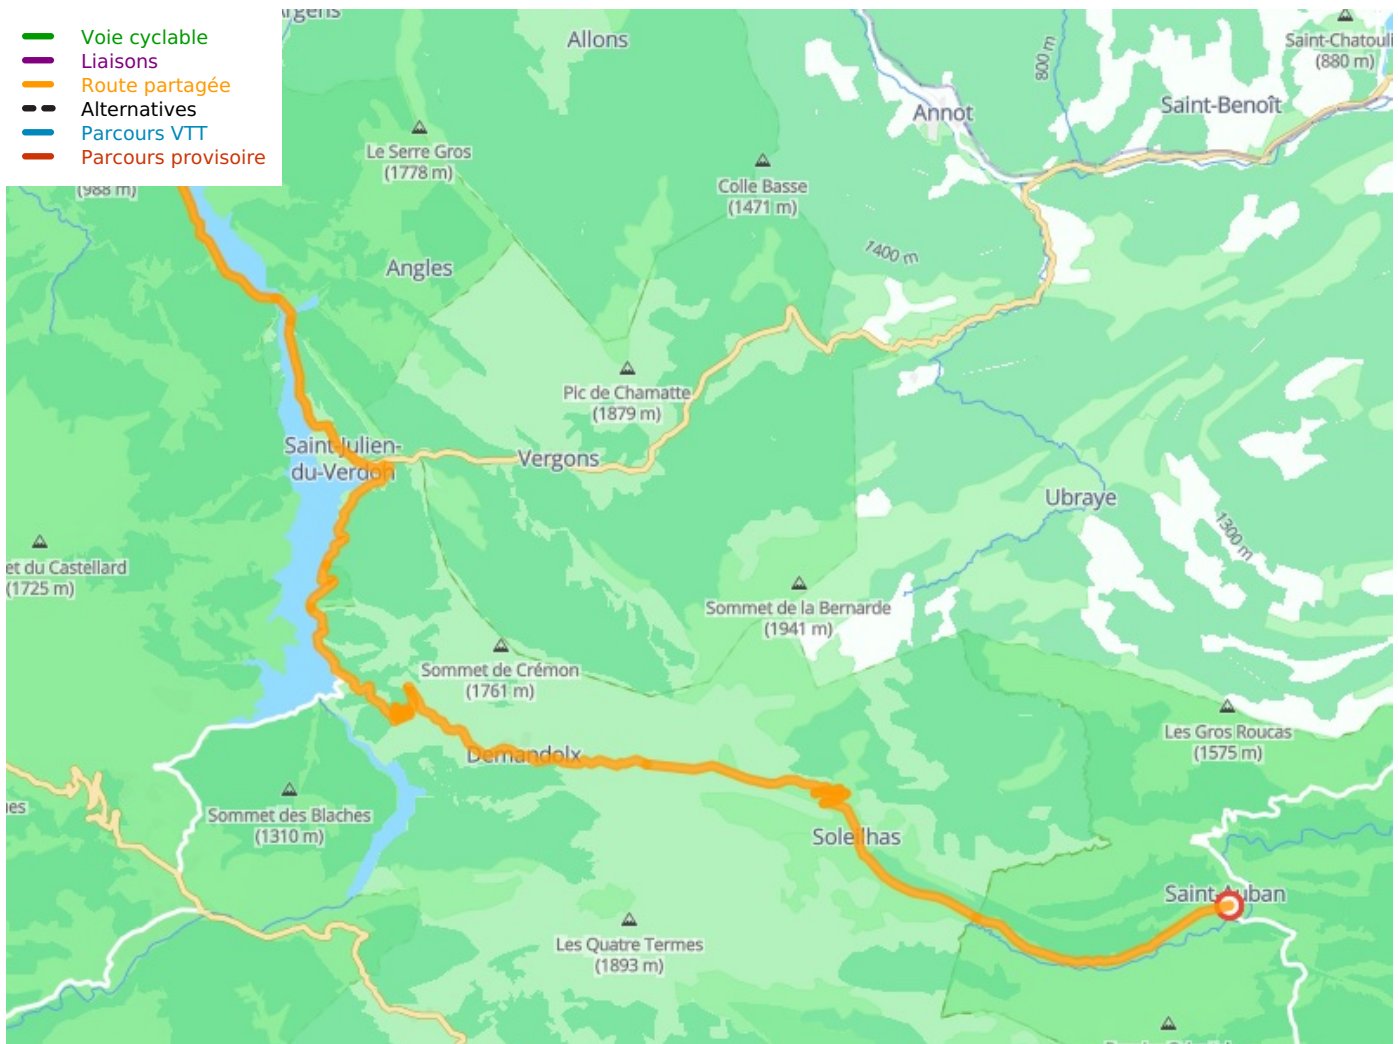 Voie cyclable
Liaisons
Route partagée
Alternatives
Parcours VTT
Parcours provisoire
Allons
Saint-Chatouli
(880 m)
800 m
Annot
Saint-Benoît
Le Serre Gros
(1778 m)
Colle Basse
(1471 m)
(988 m)
1400 m
Angles
Pic de Chamatte
(1879 m)
Saint-Julien-
du-Verdon
Vergons
Ubraye
1300 m
et du Castellard
(1725 m)
Sommet de la Bernarde
(1941 m)
Sommet de Crémon
(1761 m)
Les Gros Roucas
(1575 m)
Demandolx
es
Sommet des Blaches
(1310 m)
Soleilhas
Saint-Auban
Les Quatre Termes
(1893 m)